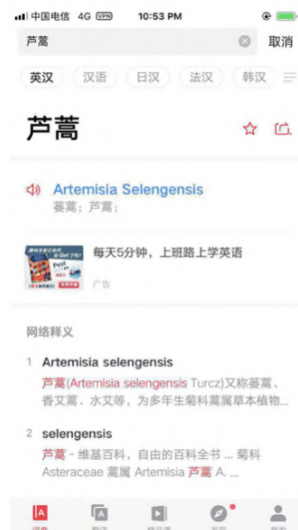 中国电信 4G VPN 10:53 PM
芦蒿 取消
英汉 汉语 日汉 法汉 韩汉
芦蒿
Artemisia Selengensis
蒌蒿；芦蒿；
每天5分钟，上班路上学英语
广告
网络释义
1 Artemisia selengensis
芦蒿(Artemisia selengensis Turcz)又称蒌蒿、
香艾蒿、水艾等，为多年生菊科蒿属草本植物...
2 selengensis
芦蒿 - 维基百科，自由的百科全书 ... 菊科
Asteraceae 蒿属 Artemisia 芦蒿 A. ...